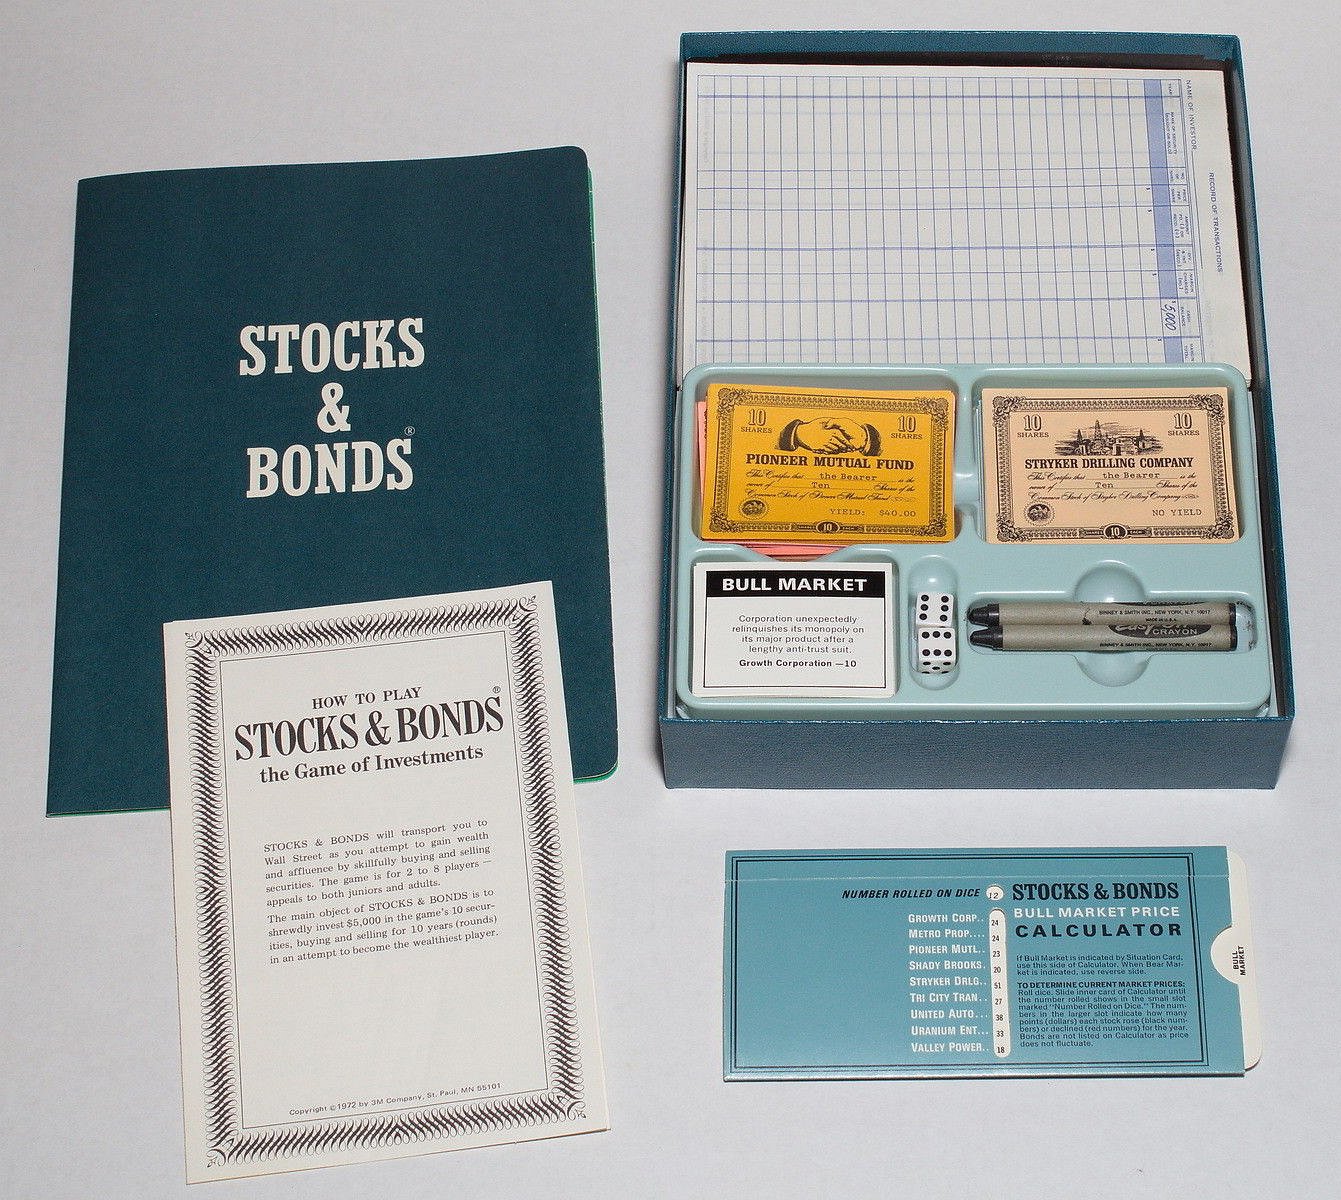 STOCKS
&
BONDS®
HOW TO PLAY
STOCKS & BONDS®
the Game of Investments
STOCKS & BONDS will transport you to
Wall Street as you attempt to gain wealth
and affluence by skillfully buying and selling
securities. The game is for 2 to 8 players —
appeals to both juniors and adults.
The main object of STOCKS & BONDS is to
shrewdly invest $5,000 in the game's 10 secur-
ities, buying and selling for 10 years (rounds)
in an attempt to become the wealthiest player.
Copyright ©1972 by 3M Company, St. Paul, MN 55101
NAME OF INVESTOR
RECORD OF TRANSACTIONS
YEAR
NAME OF SECURITY
CASH BALANCE
5,000
10 SHARES
10 SHARES
PIONEER MUTUAL FUND
This Certifies that the Bearer is the
owner of Ten Shares of the
Common Stock of Pioneer Mutual Fund
YIELD: $40.00
10
10 SHARES
10 SHARES
STRYKER DRILLING COMPANY
This Certifies that the Bearer is the
owner of Ten Shares of the
Common Stock of Stryker Drilling Company
NO YIELD
10
BULL MARKET
Corporation unexpectedly
relinquishes its monopoly on
its major product after a
lengthy anti-trust suit.
Growth Corporation —10
BINNEY & SMITH INC., NEW YORK, N.Y. 10017
MADE IN U.S.A.
CRAYON
BINNEY & SMITH INC., NEW YORK, N.Y. 10017
NUMBER ROLLED ON DICE 12
GROWTH CORP.. 24
METRO PROP.... 24
PIONEER MUTL.. 23
SHADY BROOKS. 20
STRYKER DRLG.. 51
TRI CITY TRAN.. 27
UNITED AUTO... 38
URANIUM ENT... 33
VALLEY POWER.. 18
STOCKS & BONDS
BULL MARKET PRICE
CALCULATOR
If Bull Market is indicated by Situation Card,
use this side of Calculator. When Bear Mar-
ket is indicated, use reverse side.
TO DETERMINE CURRENT MARKET PRICES:
Roll dice. Slide inner card of Calculator until
the number rolled shows in the small slot
marked "Number Rolled on Dice." The num-
bers in the larger slot indicate how many
points (dollars) each stock rose (black num-
bers) or declined (red numbers) for the year.
Bonds are not listed on Calculator as price
does not fluctuate.
BULL
MARKET